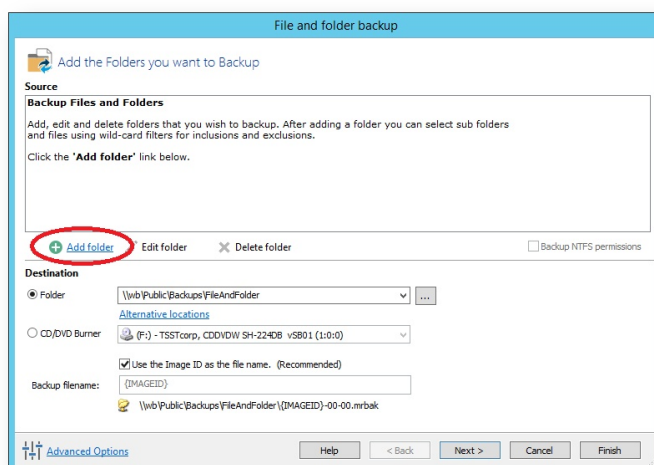 File and folder backup
Add the Folders you want to Backup
Source
Backup Files and Folders
Add, edit and delete folders that you wish to backup. After adding a folder you can select sub folders
and files using wild-card filters for inclusions and exclusions.
Click the 'Add folder' link below.
Add folder Edit folder Delete folder Backup NTFS permissions
Destination
Folder \\wb\Public\Backups\FileAndFolder ...
Alternative locations
CD/DVD Burner (F:) - TSSTcorp, CDDVDW SH-224DB vSB01 (1:0:0)
Use the Image ID as the file name. (Recommended)
Backup filename: {IMAGEID}
\\wb\Public\Backups\FileAndFolder\{IMAGEID}-00-00.mrbak
Advanced Options Help < Back Next > Cancel Finish